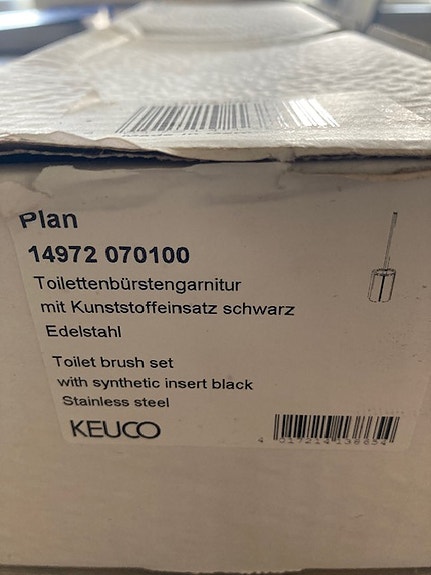 Plan
14972 070100
Toilettenbürstengarnitur
mit Kunststoffeinsatz schwarz
Edelstahl
Toilet brush set
with synthetic insert black
Stainless steel
KEUCO